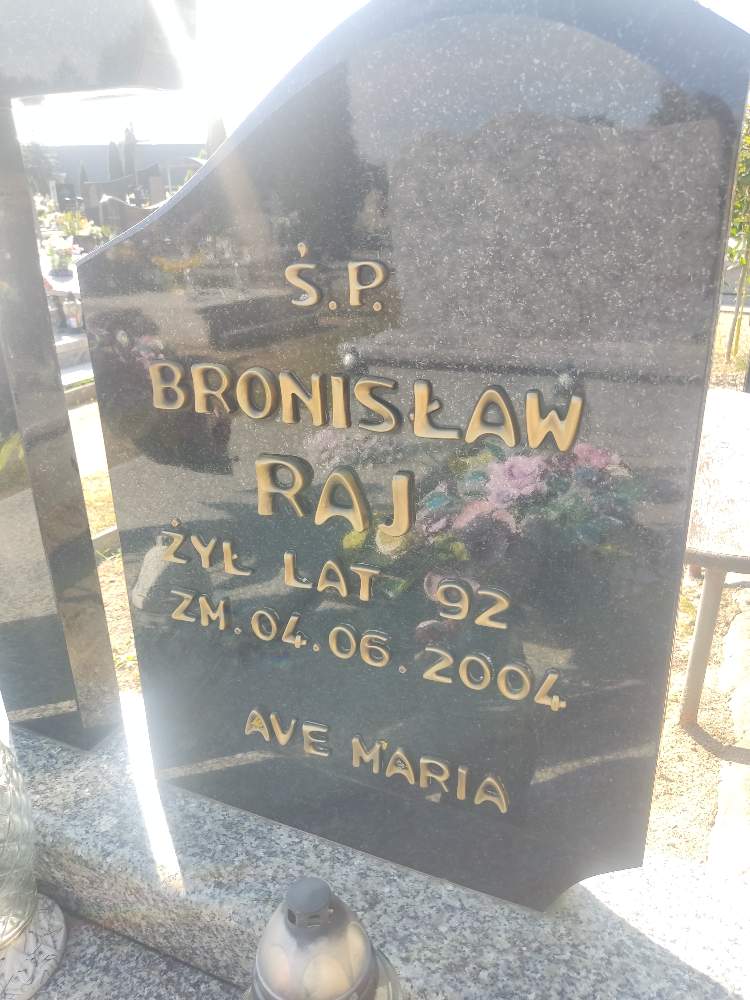 Ś.P.
BRONISŁAW
RAJ
ŻYŁ LAT 92
ZM. 04.06.2004
AVE MARIA